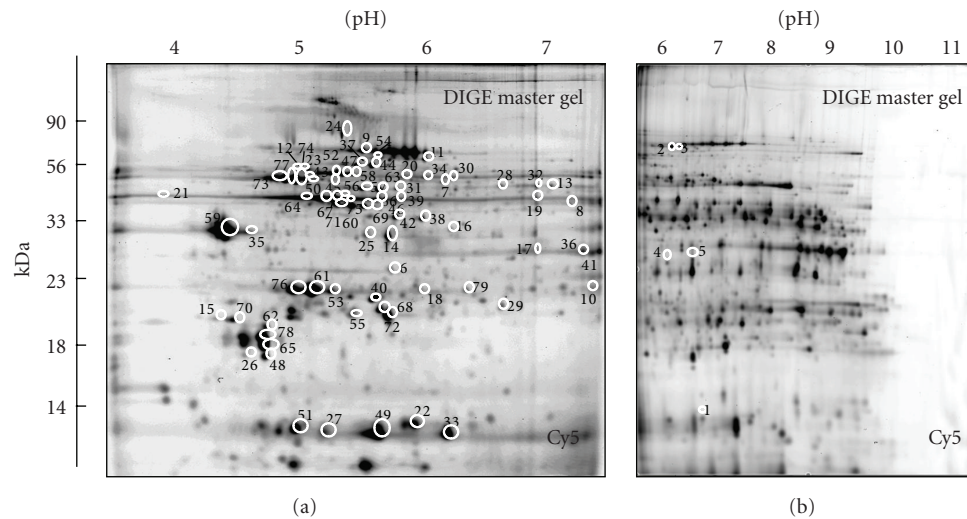 (pH) (pH)
4 5 6 7 6 7 8 9 10 11
DIGE master gel DIGE master gel
kDa
90
56
33
23
18
14
24
37 9 54
12 74 52 11
77 23 47 44 20 34 30
73 58 7 28 32 13
21 50 56 63 31
64 67 75 39 19 8
59 71 60 69 42 38
35 25 14 16 17 36
41
6
76 61 53 40 18 79 10
15 70 55 68 29
62 72
78
65
26 48
51 27 49 22 33
2 3
4 5
1
Cy5 Cy5
(a) (b)